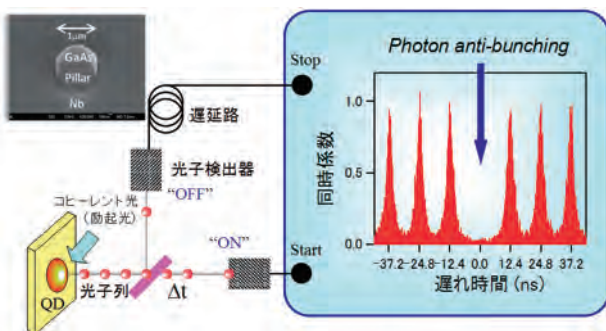 1μm
GaAs
Pillar
Nb
遅延路
光子検出器
“OFF”
コヒーレント光
(励起光)
“ON”
QD
光子列
Δt
Stop
Start
Photon anti-bunching
同時係数
1.0
0.5
0.0
-37.2 -24.8 -12.4 0.0 12.4 24.8 37.2
遅れ時間 (ns)